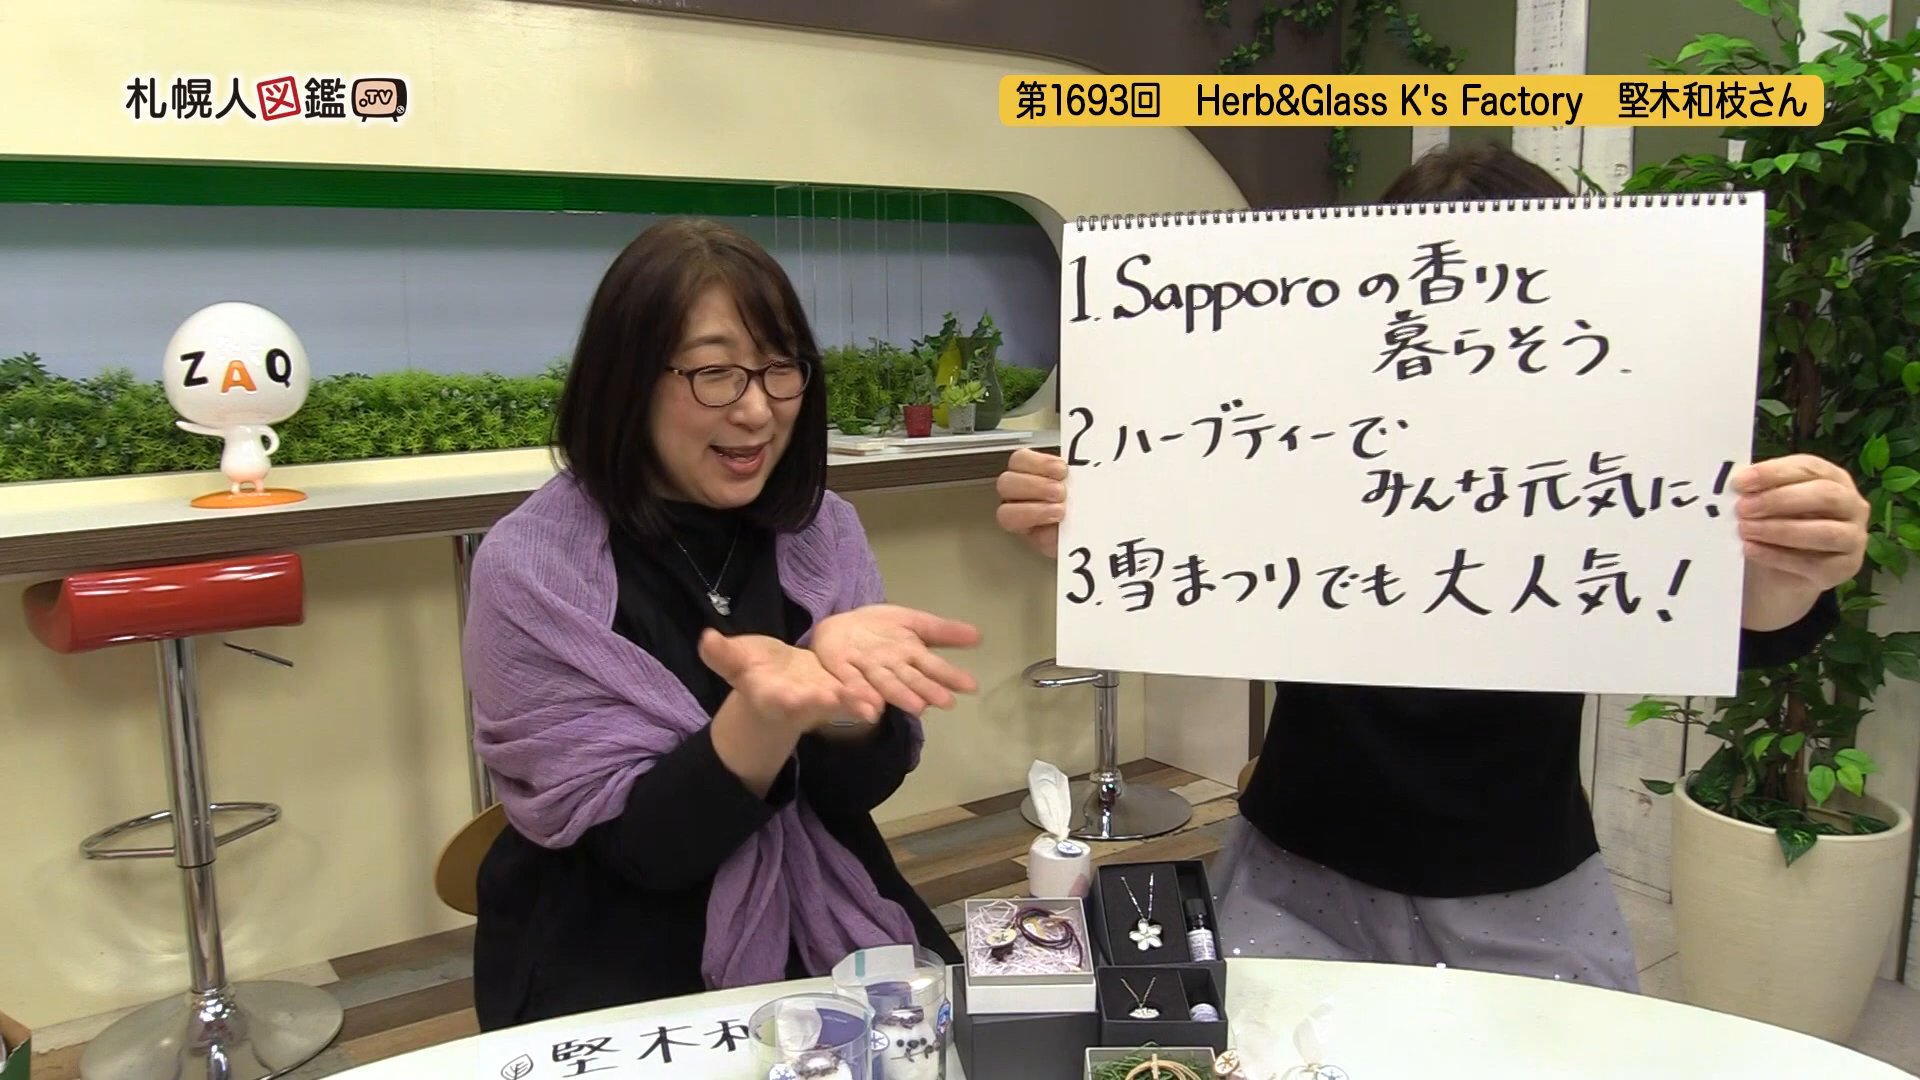 札幌人図鑑 .TV
第1693回 Herb&Glass K's Factory 堅木和枝さん
ZAQ
1. Sapporoの香りと
暮らそう.
2. ハーブティーで
みんな元気に!
3. 雪まつりでも大人気!
堅木和